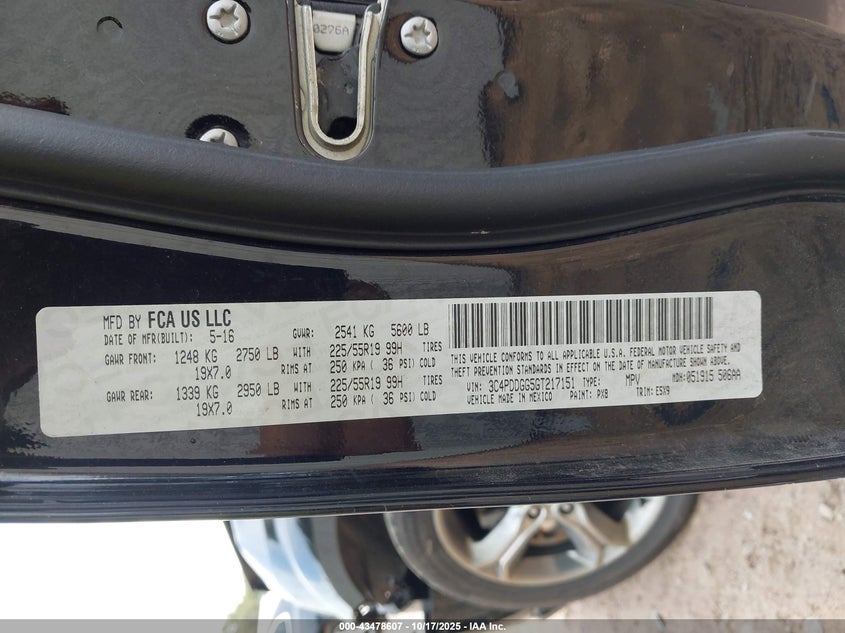 0276A
MFD BY FCA US LLC
DATE OF MFR(BUILT): 5-16 GVWR: 2541 KG 5600 LB
GAWR FRONT: 1248 KG 2750 LB WITH 225/55R19 99H TIRES
19X7.0 RIMS AT 250 KPA ( 36 PSI) COLD
GAWR REAR: 1339 KG 2950 LB WITH 225/55R19 99H TIRES
19X7.0 RIMS AT 250 KPA ( 36 PSI) COLD
THIS VEHICLE CONFORMS TO ALL APPLICABLE U.S.A. FEDERAL MOTOR VEHICLE SAFETY AND
THEFT PREVENTION STANDARDS IN EFFECT ON THE DATE OF MANUFACTURE SHOWN ABOVE.
VIN: 3C4PDDGG5GT217151 TYPE: MPV MDH: 051915 506AA
VEHICLE MADE IN MEXICO PAINT: PX8 TRIM: E5X9
000-43478607 - 10/17/2025 - IAA Inc.